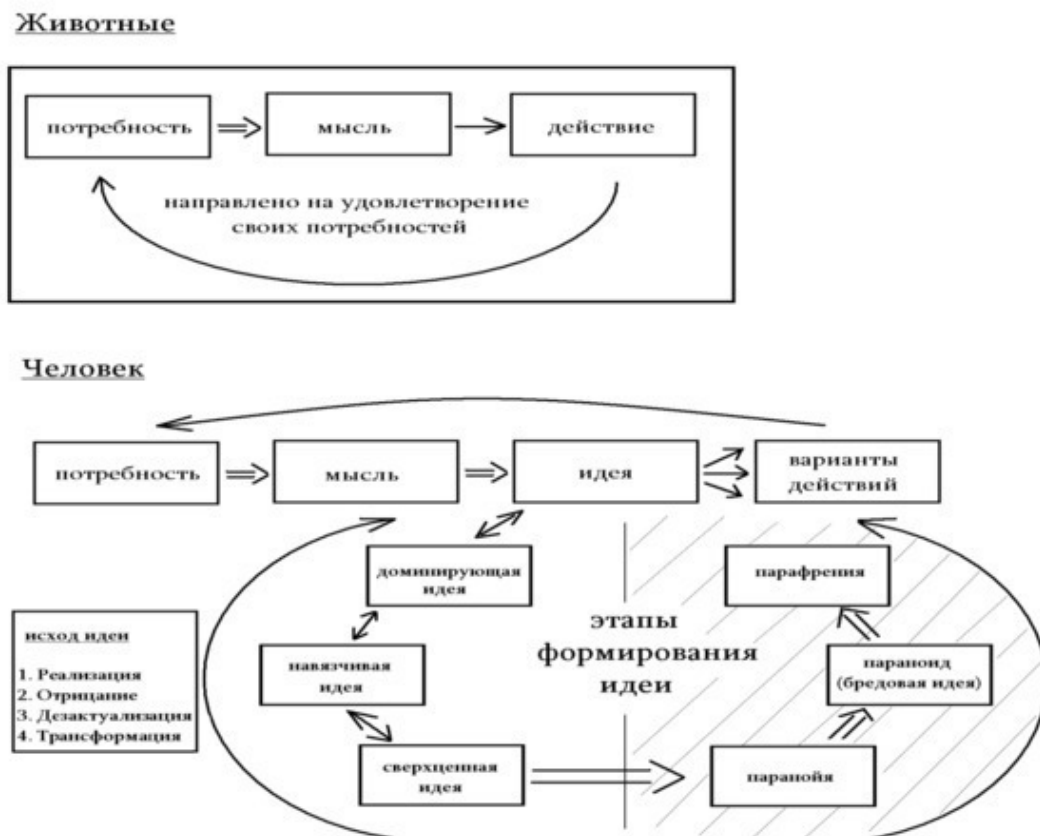 Животные
потребность
мысль
действие
направлено на удовлетворение
своих потребностей
Человек
потребность
мысль
идея
варианты
действий
доминирующая
идея
парафрения
этапы
формирования
идеи
исход идеи
1. Реализация
2. Отрицание
3. Дезактуализация
4. Трансформация
навязчивая
идея
параноид
(бредовая идея)
сверхценная
идея
паранойя